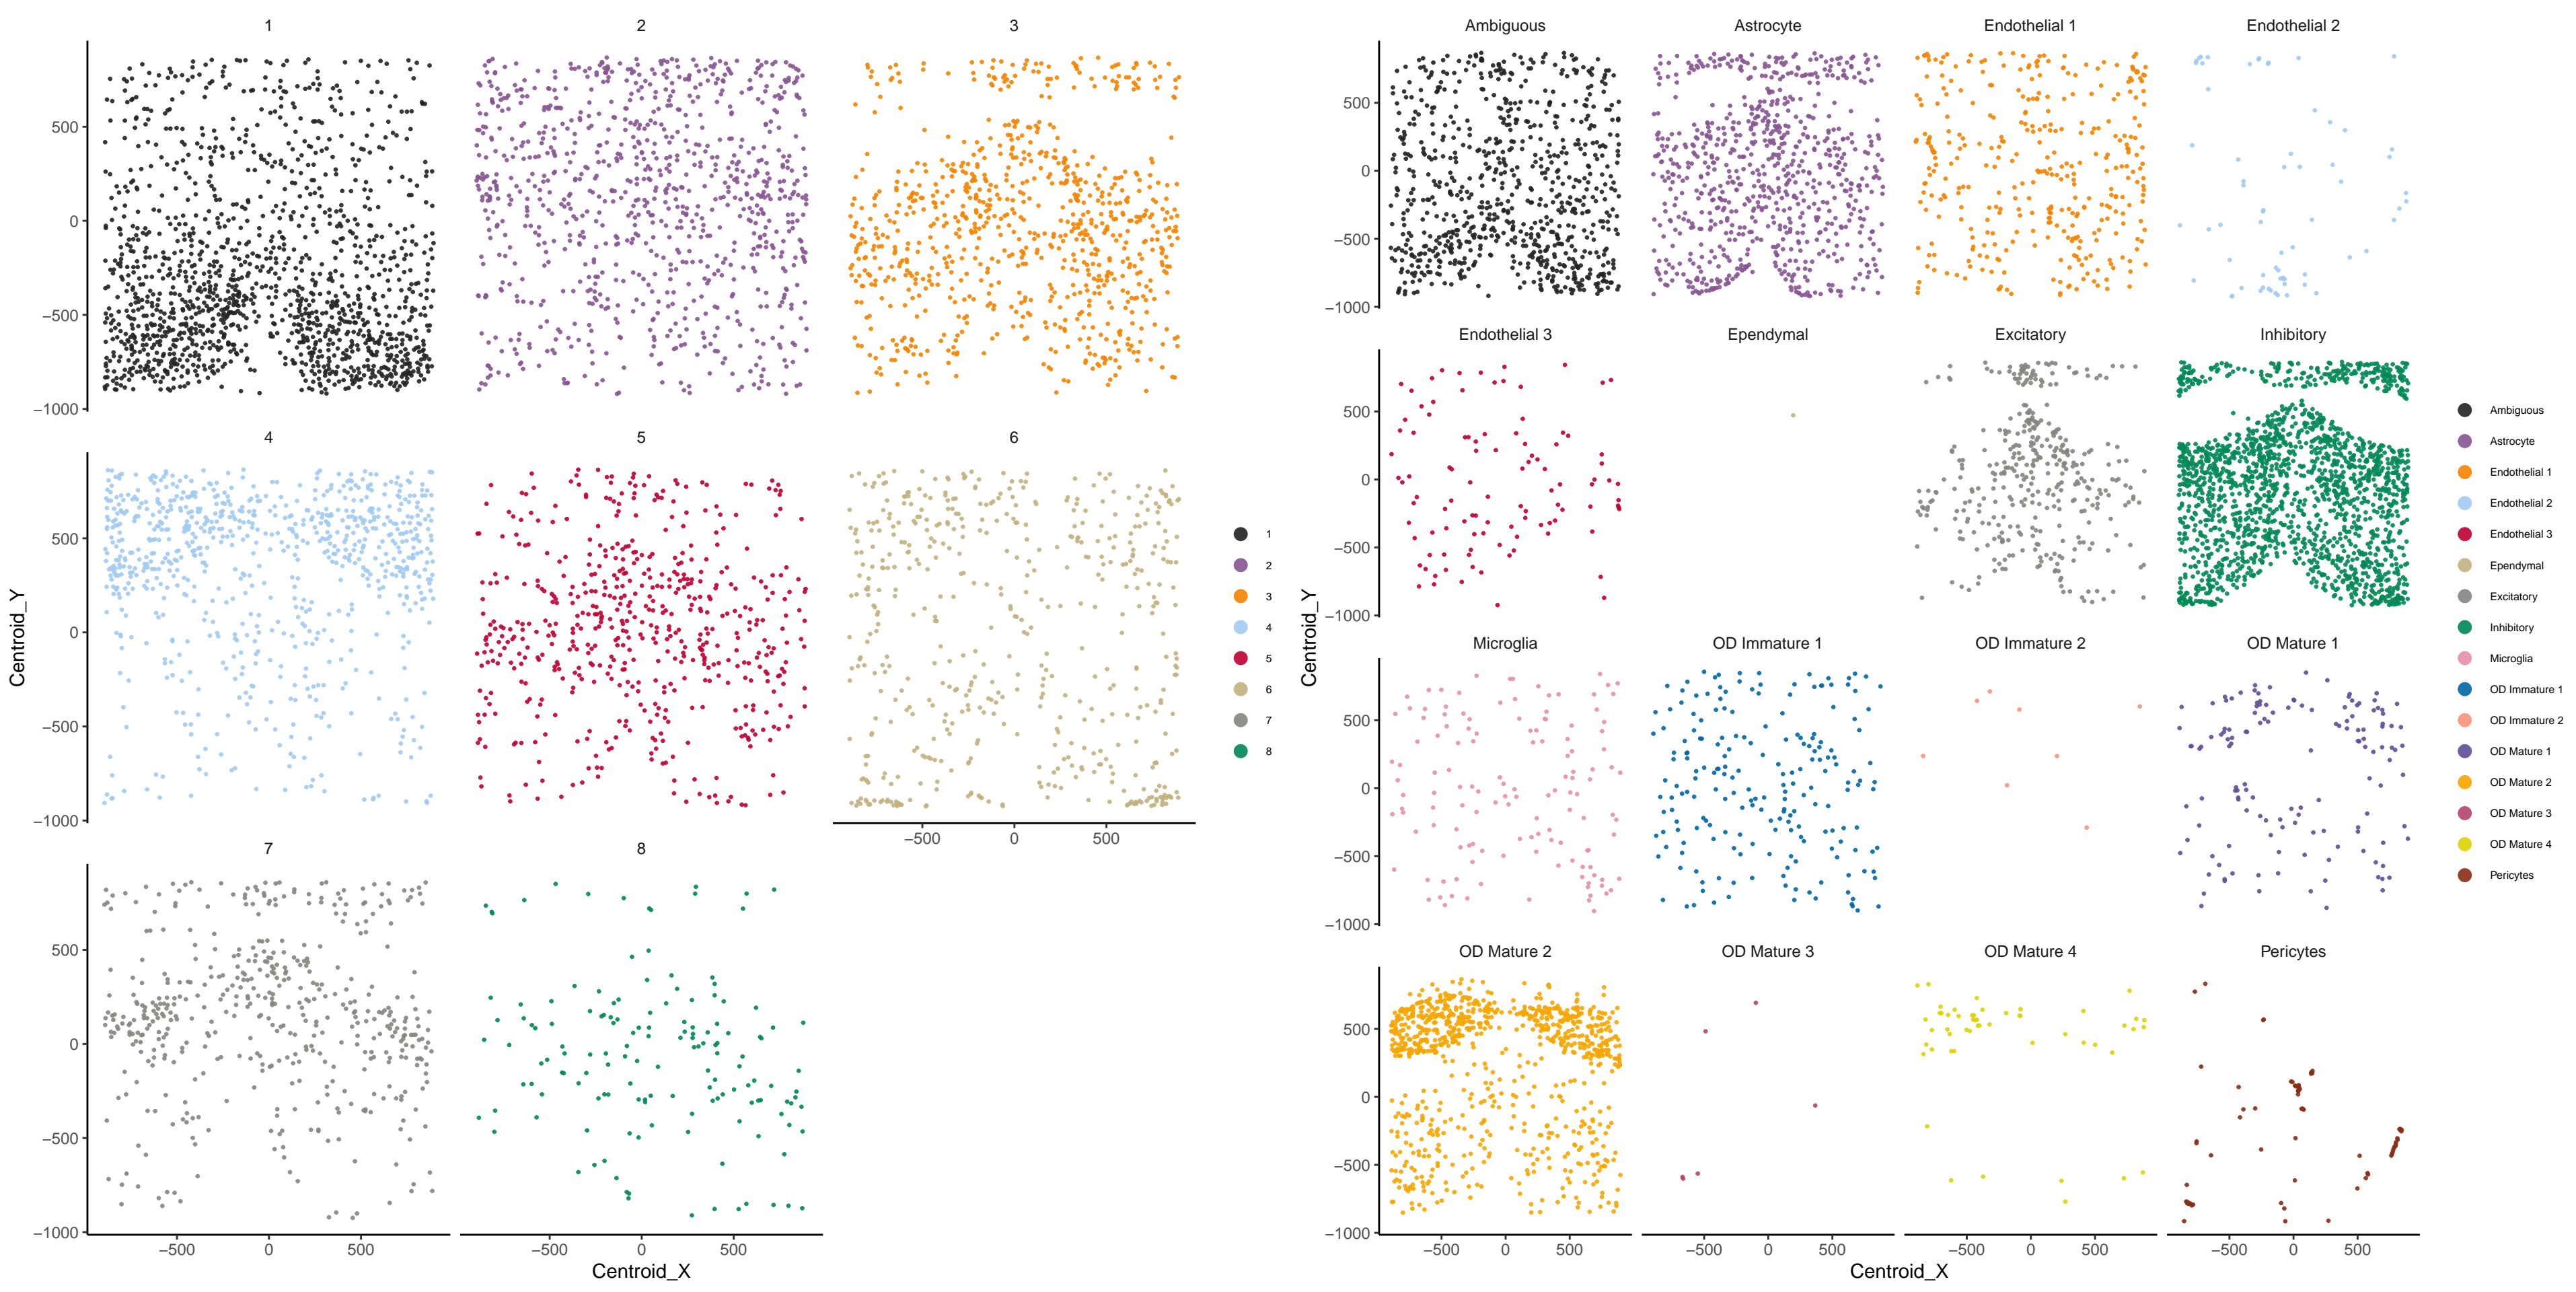 1 2 3
500
0
−500
−1000
4 5 6
500
0
−500
−1000
−500 0 500
7 8
500
0
−500
−1000
−500 0 500 −500 0 500
Centroid_X
Centroid_Y
1
2
3
4
5
6
7
8
Ambiguous Astrocyte Endothelial 1 Endothelial 2
500
0
−500
−1000
Endothelial 3 Ependymal Excitatory Inhibitory
500
0
−500
−1000
Microglia OD Immature 1 OD Immature 2 OD Mature 1
500
0
−500
−1000
OD Mature 2 OD Mature 3 OD Mature 4 Pericytes
500
0
−500
−1000
−500 0 500 −500 0 500 −500 0 500 −500 0 500
Centroid_X
Centroid_Y
Ambiguous
Astrocyte
Endothelial 1
Endothelial 2
Endothelial 3
Ependymal
Excitatory
Inhibitory
Microglia
OD Immature 1
OD Immature 2
OD Mature 1
OD Mature 2
OD Mature 3
OD Mature 4
Pericytes